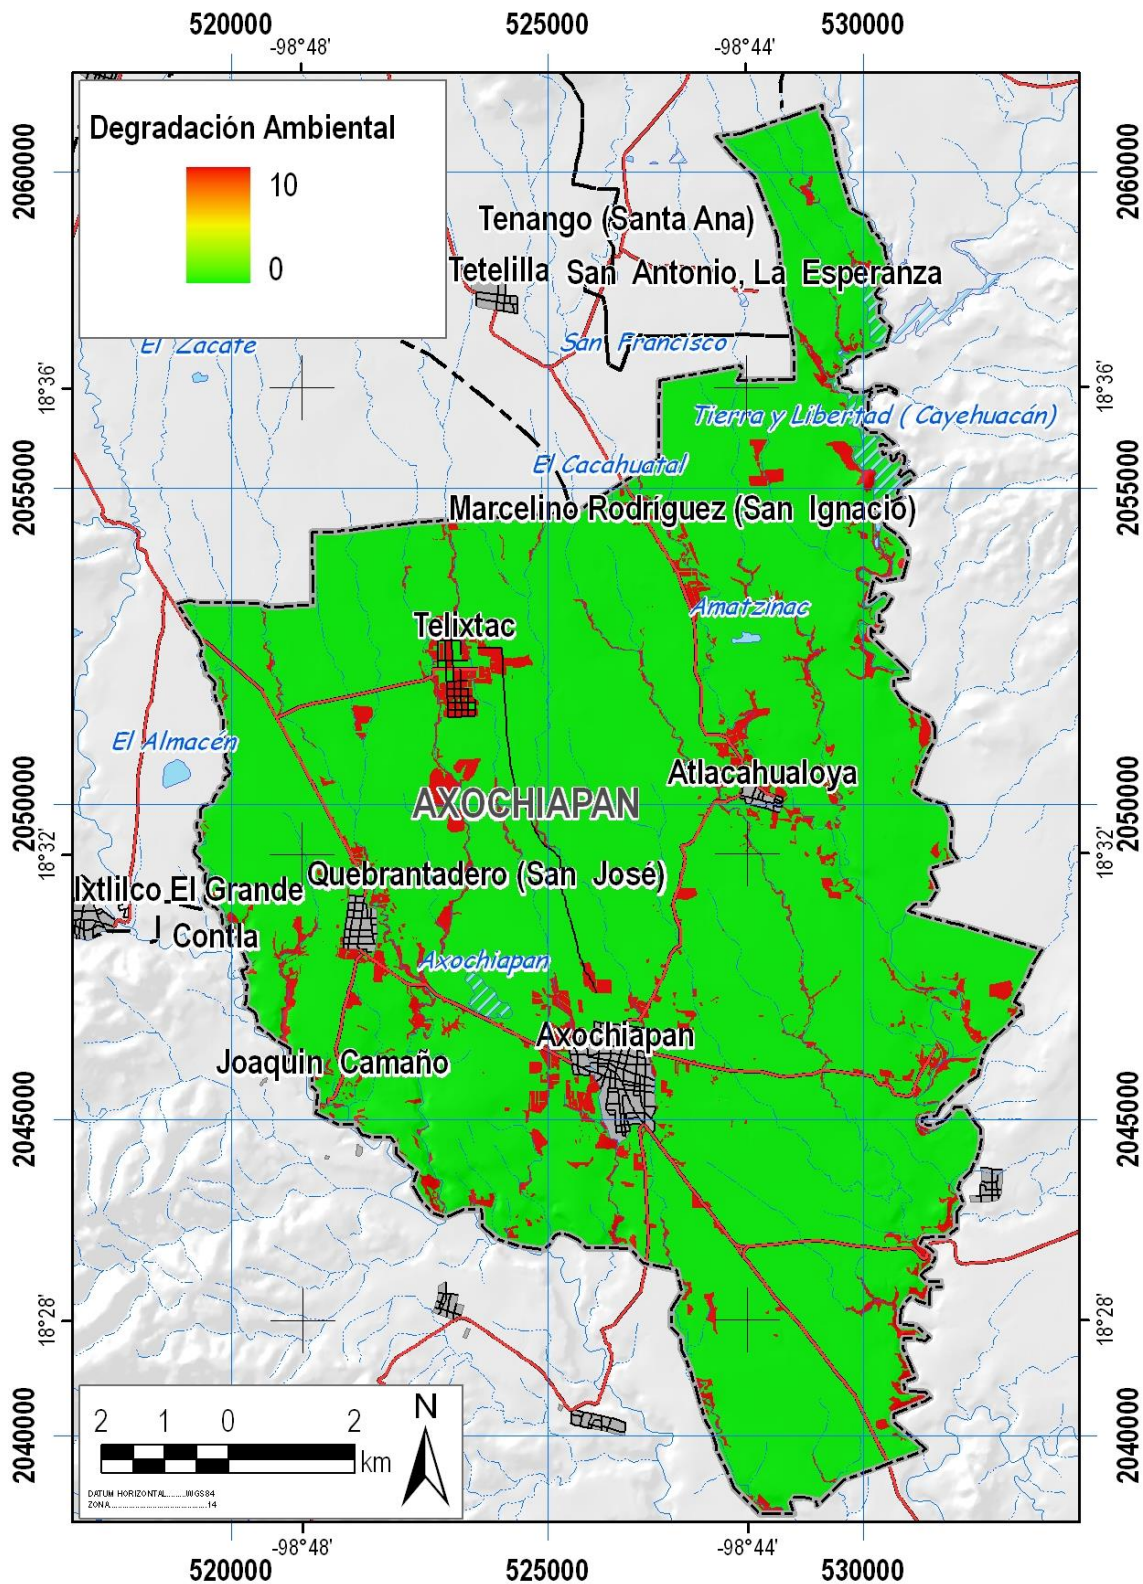 520000 525000 530000
-98°48' -98°44'
Degradación Ambiental
10
0
2060000 2060000
Tenango (Santa Ana)
Tetelilla San Antonio, La Esperanza
El Zacate San Francisco
18°36' 18°36'
Tierra y Libertad ( Cayehuacán)
El Cacahuatal
2055000 2055000
Marcelino Rodríguez (San Ignacio)
Amatzinac
Telixtac
El Almacén
Atlacahualoya
2050000 2050000
AXOCHIAPAN
18°32' 18°32'
Quebrantadero (San José)
Ixtlilco El Grande
Contla
Axochiapan
Axochiapan
Joaquin Camaño
2045000 2045000
18°28' 18°28'
2 1 0 2
km
N
2040000 2040000
DATUM HORIZONTAL.........WGS84
ZONA....................................14
-98°48' -98°44'
520000 525000 530000